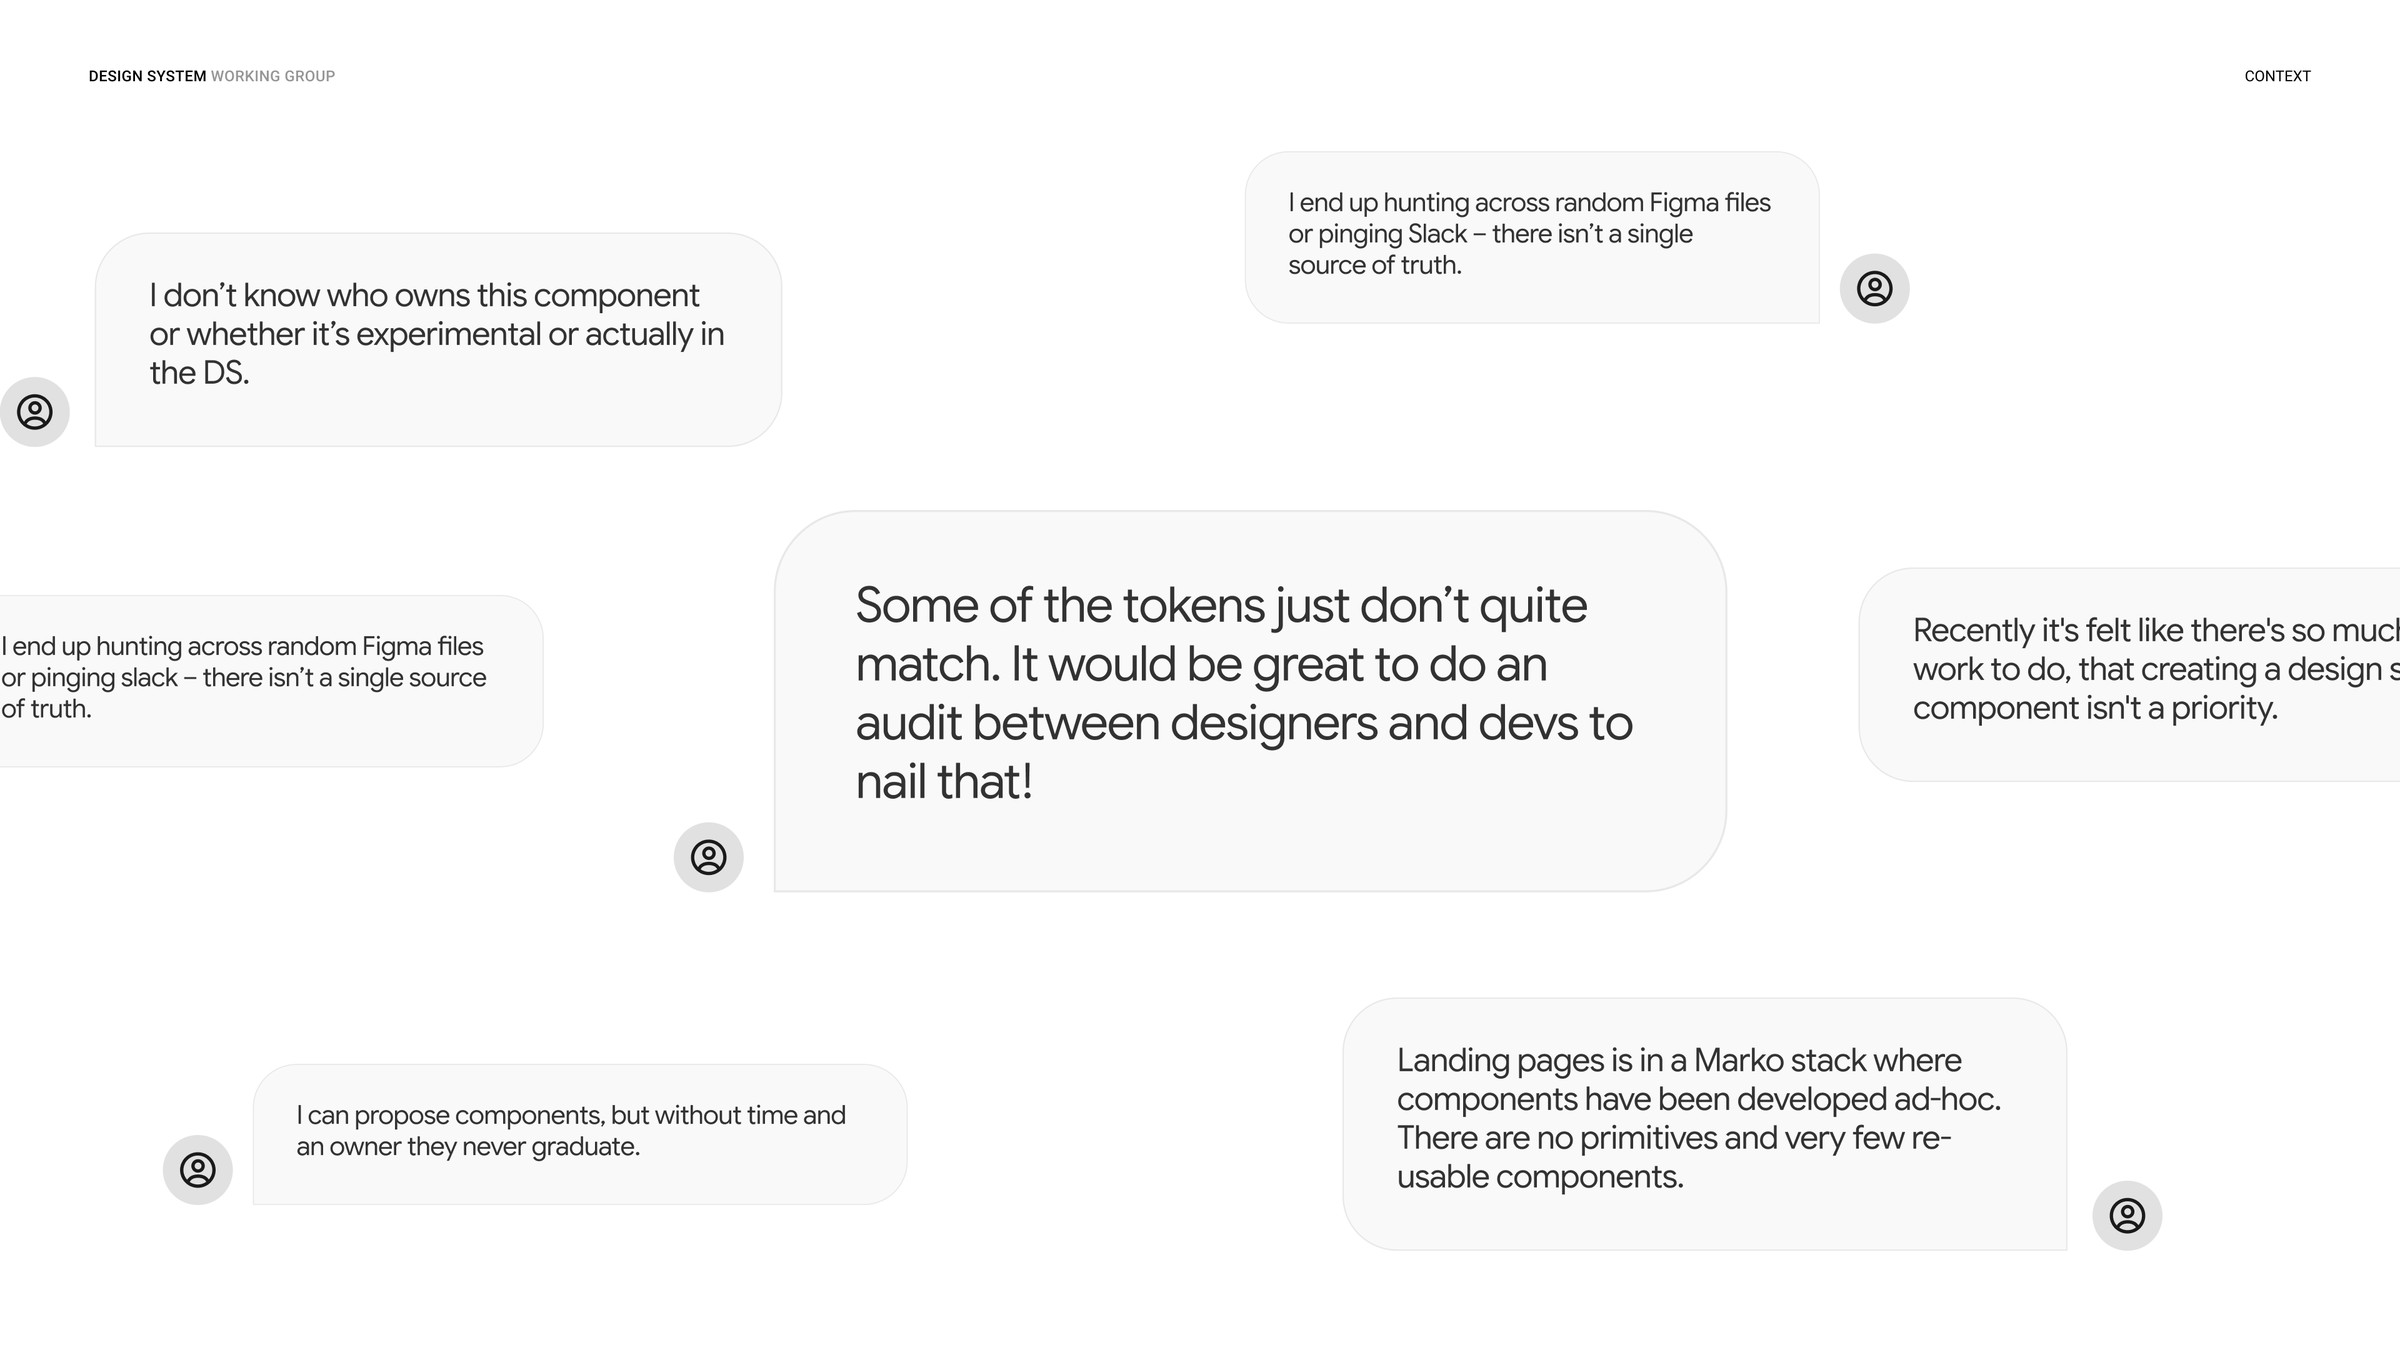 DESIGN SYSTEM WORKING GROUP
CONTEXT
I end up hunting across random Figma files
or pinging Slack – there isn’t a single
source of truth.
I don’t know who owns this component
or whether it’s experimental or actually in
the DS.
Some of the tokens just don’t quite
match. It would be great to do an
audit between designers and devs to
nail that!
I end up hunting across random Figma files
or pinging slack – there isn’t a single source
of truth.
Recently it's felt like there's so
work to do, that creating a design
component isn't a priority.
Landing pages is in a Marko stack where
components have been developed ad-hoc.
There are no primitives and very few re-
usable components.
I can propose components, but without time and
an owner they never graduate.